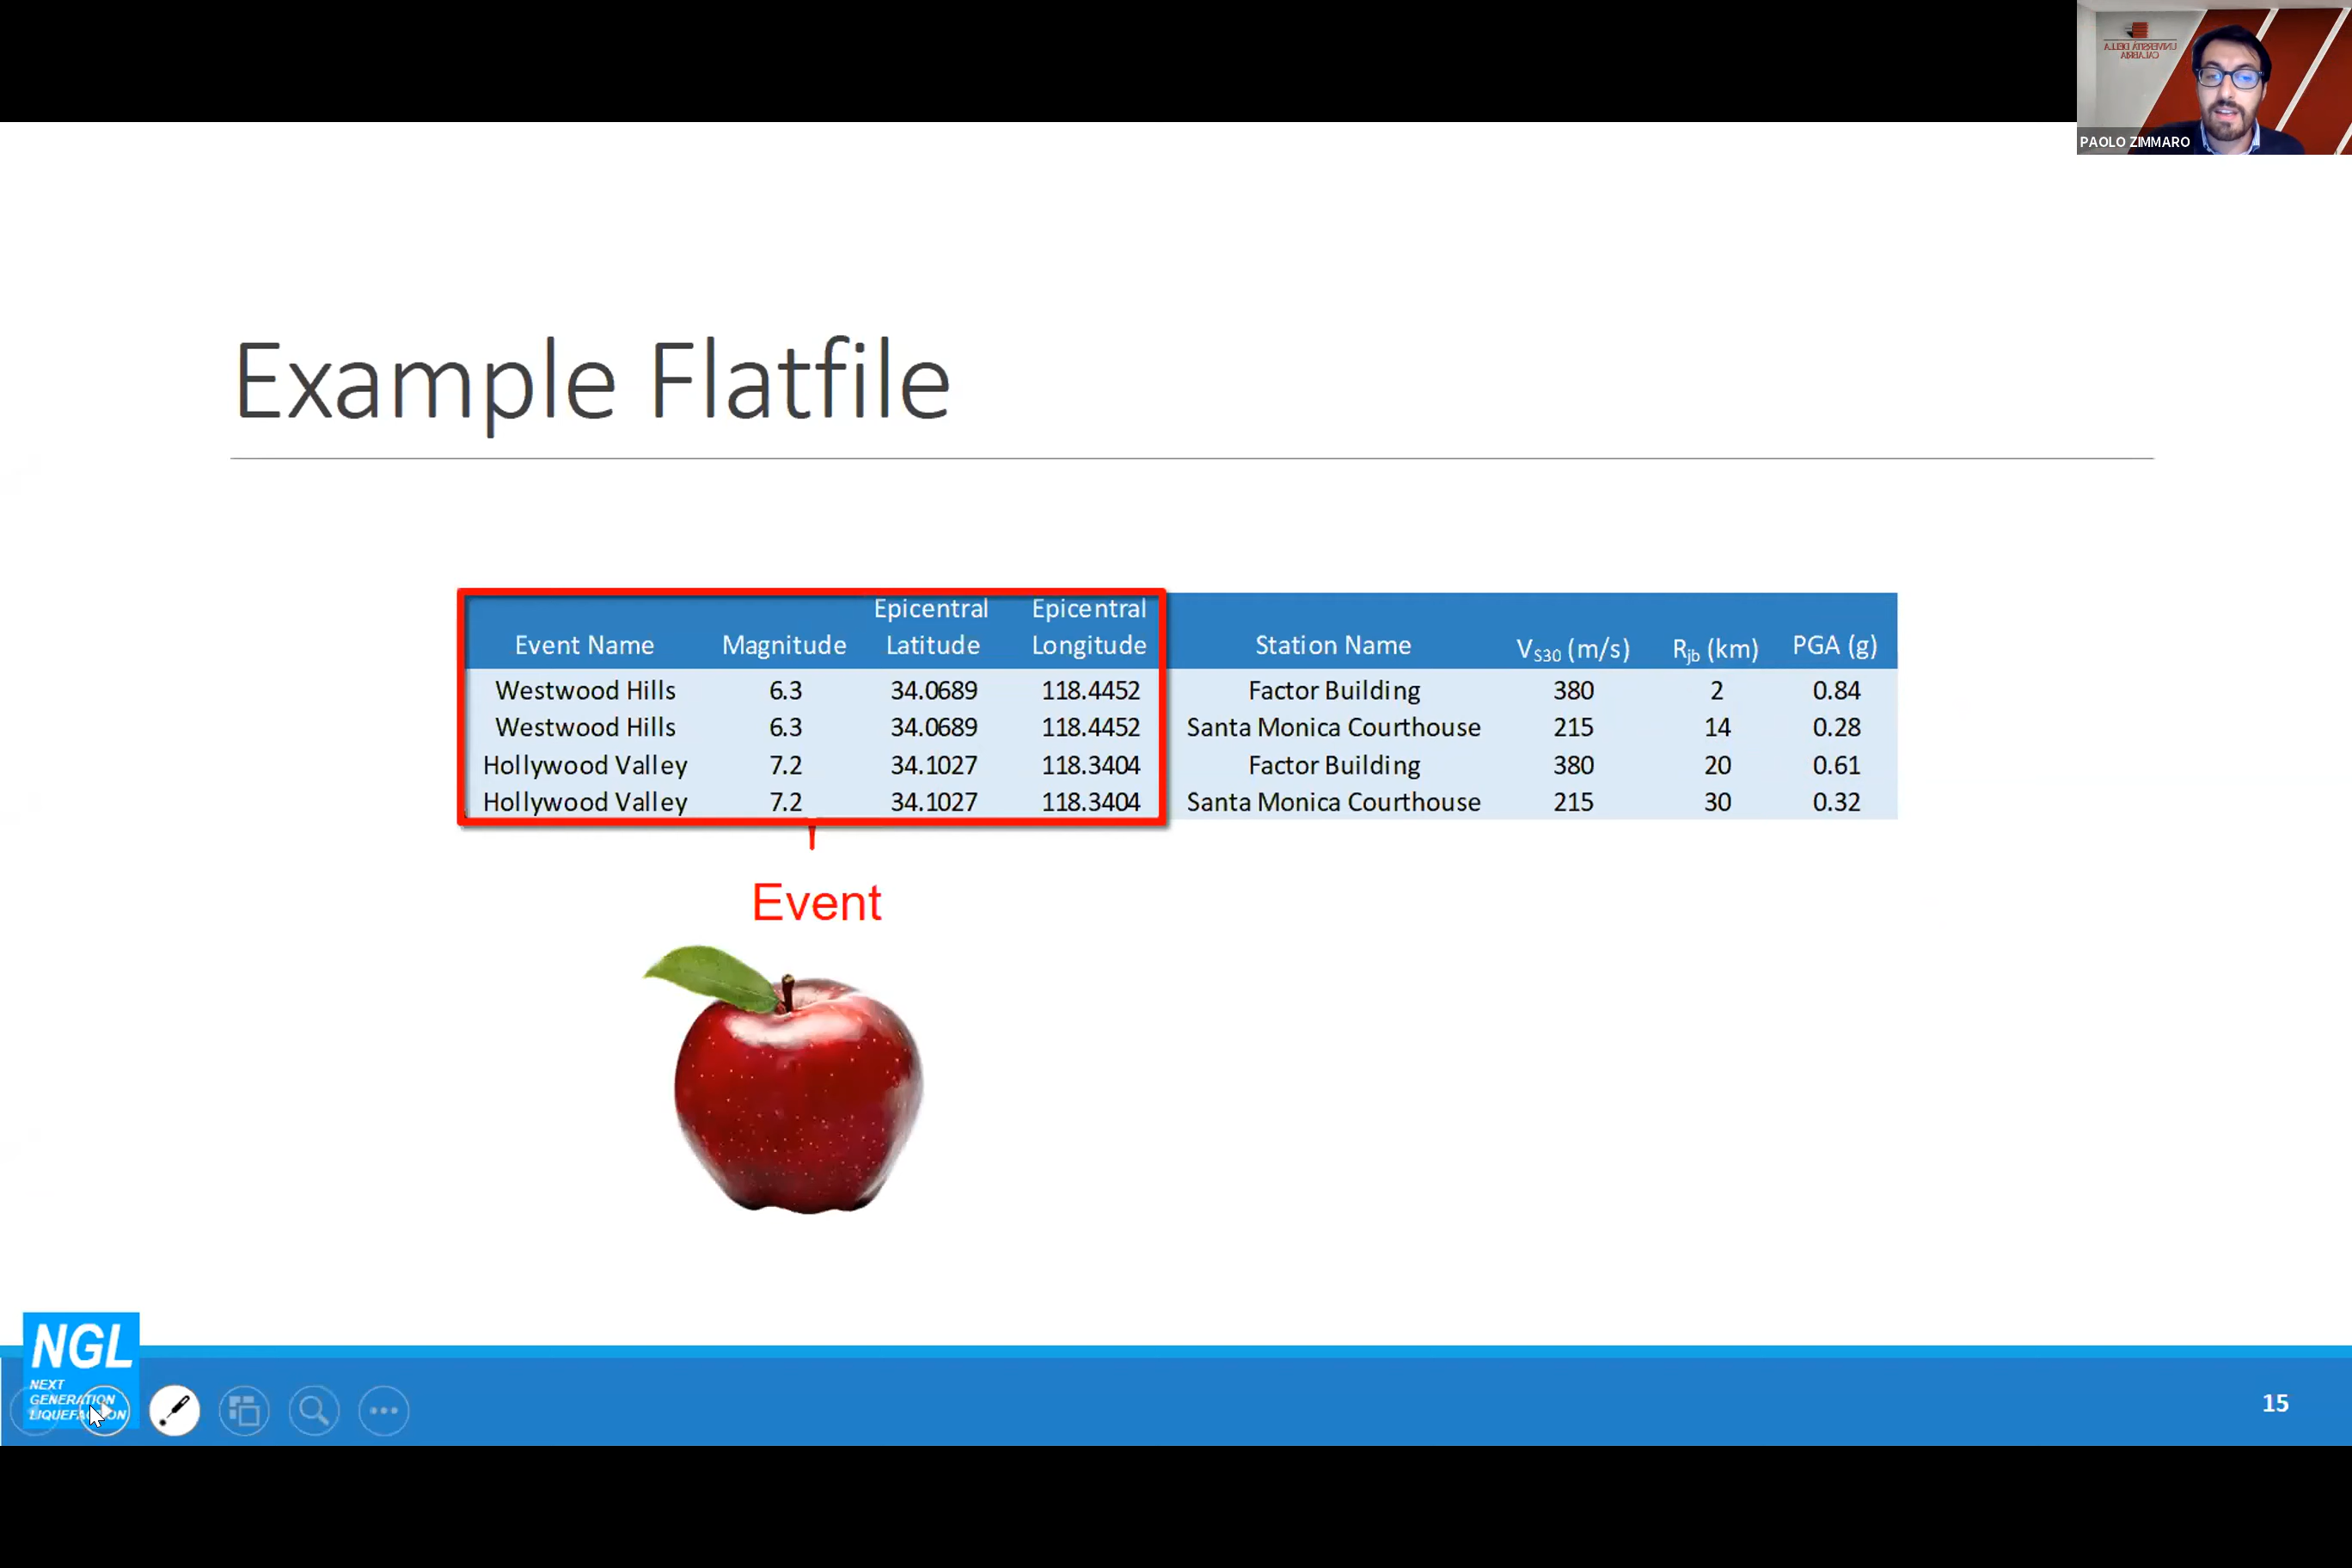 UNIVERSITÀ DELLA
CALABRIA
PAOLO ZIMMARO
Example Flatfile
Event Name Magnitude Epicentral Latitude Epicentral Longitude Station Name VS30 (m/s) Rjb (km) PGA (g)
Westwood Hills 6.3 34.0689 118.4452 Factor Building 380 2 0.84
Westwood Hills 6.3 34.0689 118.4452 Santa Monica Courthouse 215 14 0.28
Hollywood Valley 7.2 34.1027 118.3404 Factor Building 380 20 0.61
Hollywood Valley 7.2 34.1027 118.3404 Santa Monica Courthouse 215 30 0.32
Event
NGL
NEXT
GENERATION
LIQUEFACTION
15